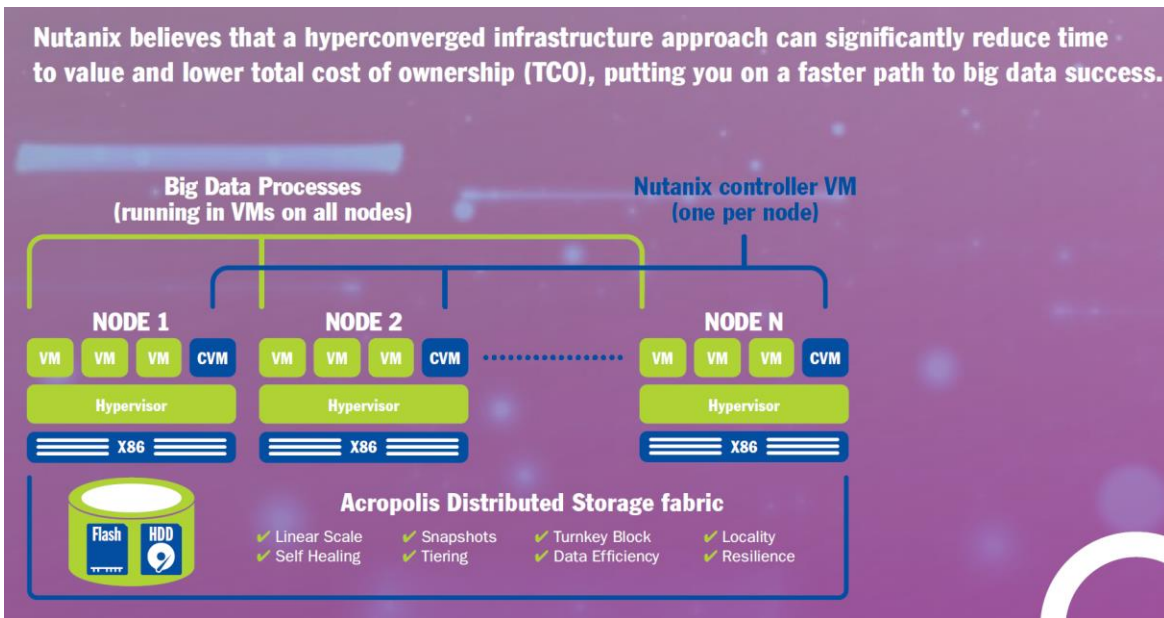 Nutanix believes that a hyperconverged infrastructure approach can significantly reduce time
to value and lower total cost of ownership (TCO), putting you on a faster path to big data success.
Big Data Processes
(running in VMs on all nodes)
Nutanix controller VM
(one per node)
NODE 1
NODE 2
NODE N
VM VM VM CVM
VM VM VM CVM
VM VM VM CVM
Hypervisor
Hypervisor
Hypervisor
X86
X86
X86
Flash
HDD
Acropolis Distributed Storage fabric
✓ Linear Scale ✓ Snapshots ✓ Turnkey Block ✓ Locality
✓ Self Healing ✓ Tiering ✓ Data Efficiency ✓ Resilience